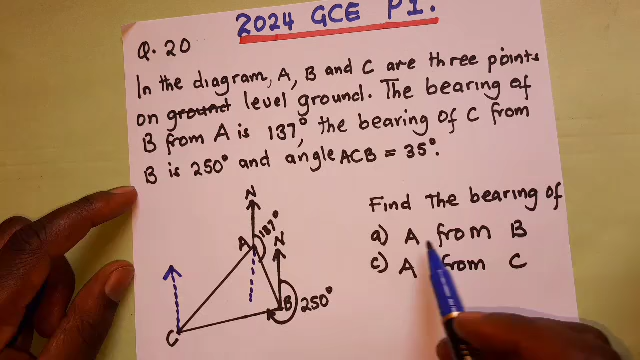 2024 GCE P1.
Q. 20
In the diagram, A, B and C are three points
on ground level ground. The bearing of
B from A is 137°, the bearing of C from
B is 250° and angle ACB = 35°.
Find the bearing of
a) A from B
c) A from C
N
A
137°
N
B
250°
C